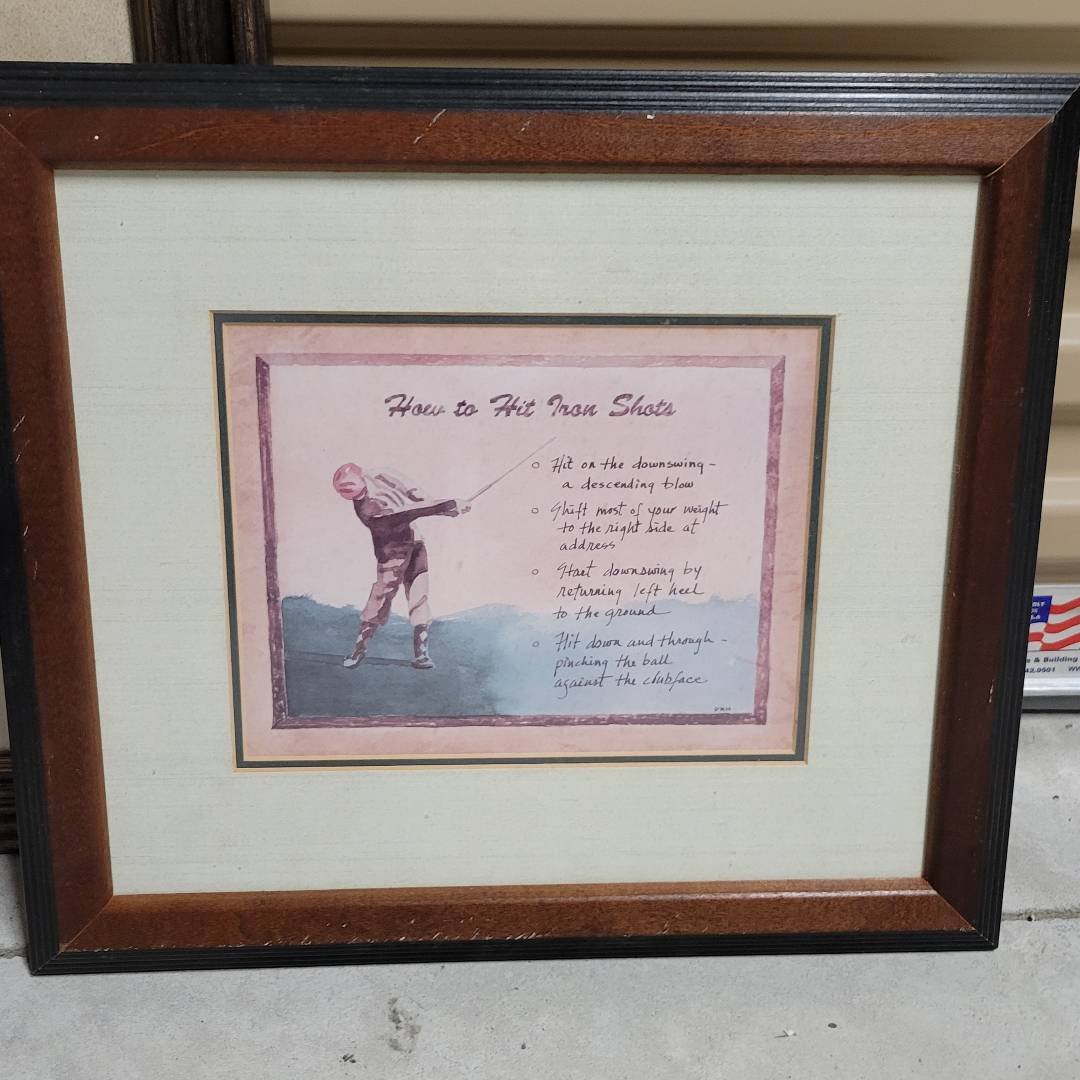 How to Hit Iron Shots
Hit on the downswing -
a descending blow
Shift most of your weight
to the right side at
address
Start downswing by
returning left heel
to the ground
Hit down and through -
pinching the ball
against the clubface
& Building